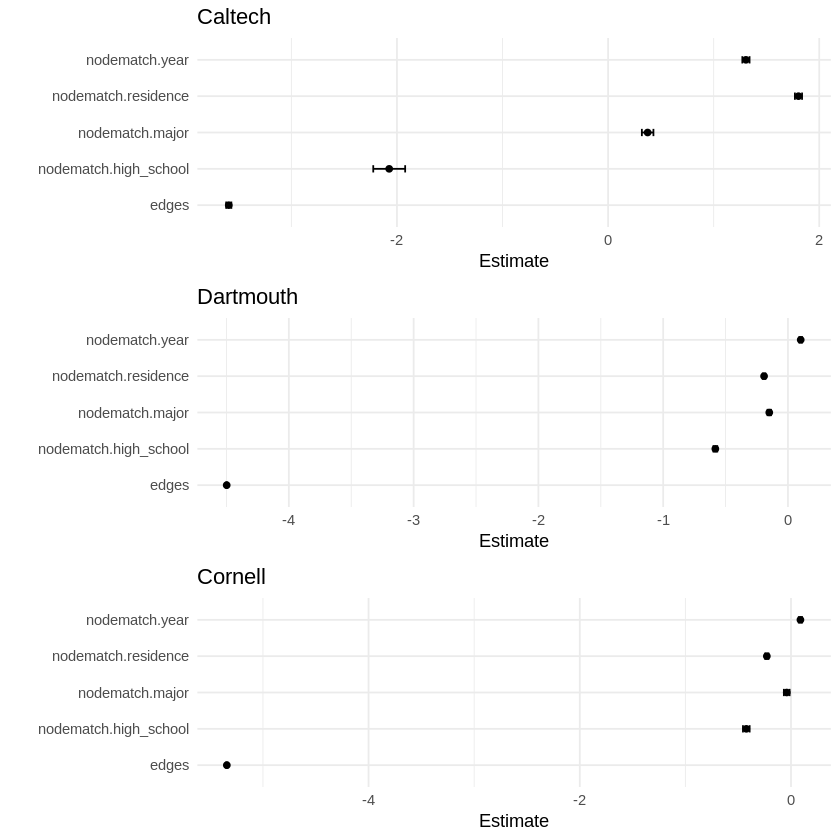 Caltech
nodematch.year
nodematch.residence
nodematch.major
nodematch.high_school
edges
-2 0 2
Estimate
Dartmouth
nodematch.year
nodematch.residence
nodematch.major
nodematch.high_school
edges
-4 -3 -2 -1 0
Estimate
Cornell
nodematch.year
nodematch.residence
nodematch.major
nodematch.high_school
edges
-4 -2 0
Estimate